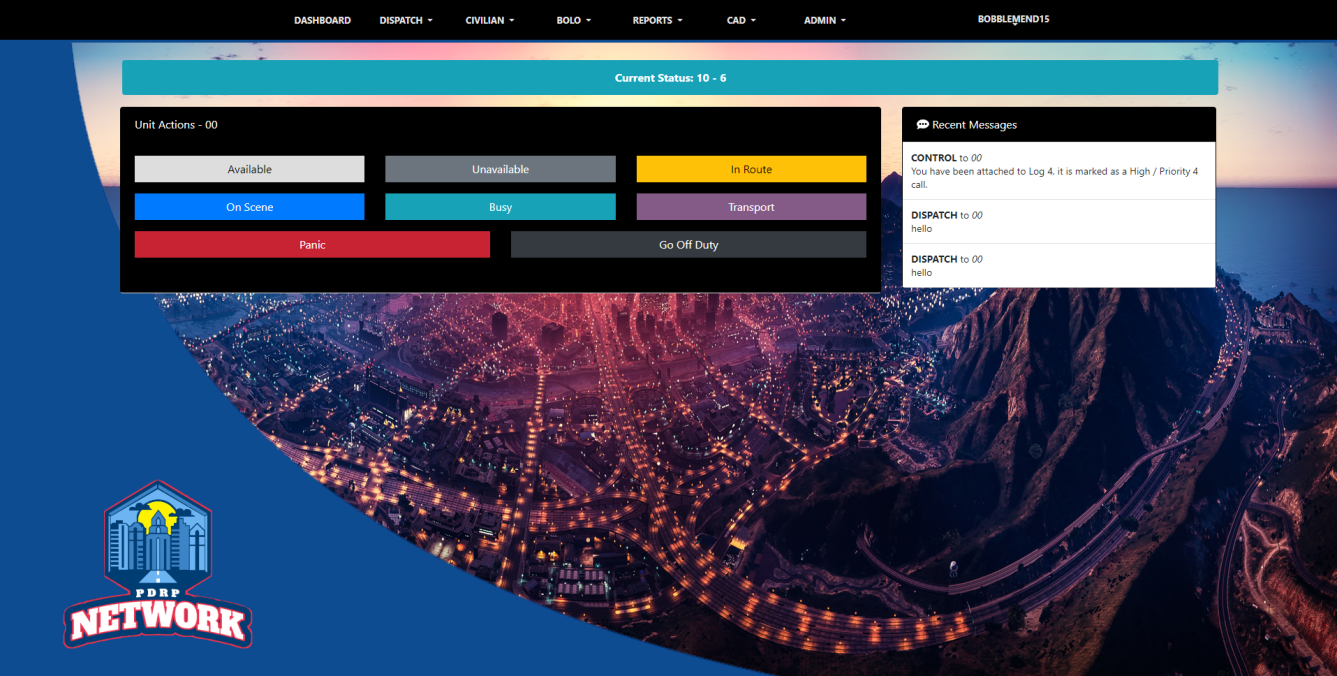 DASHBOARD DISPATCH CIVILIAN BOLO REPORTS CAD ADMIN BOBBLEMEND15
Current Status: 10 - 6
Unit Actions - 00
Available Unavailable In Route
On Scene Busy Transport
Panic Go Off Duty
Recent Messages
CONTROL to 00
You have been attached to Log 4, it is marked as a High / Priority 4
call.
DISPATCH to 00
hello
DISPATCH to 00
hello
PDRP
NETWORK